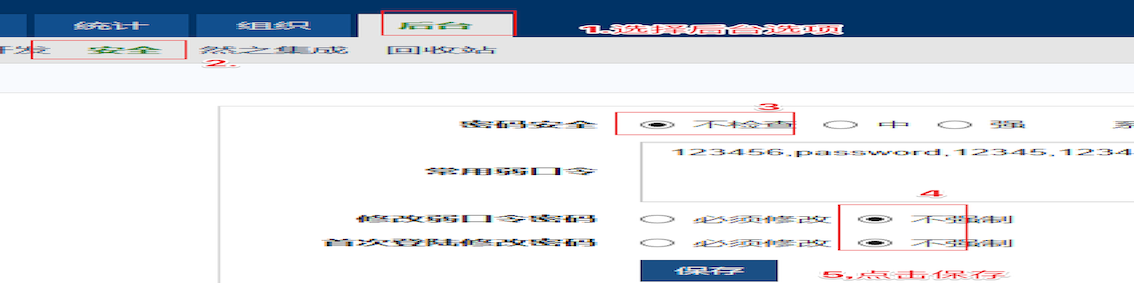 统计 组织 后台 1.选择后台选项
开发 安全 然之集成 回收站
2.
3
密码安全 不检查 中 强 系
常用弱口令 123456,password,12345,1234
4
修改弱口令密码 必须修改 不强制
首次登陆修改密码 必须修改 不强制
保存 5,点击保存